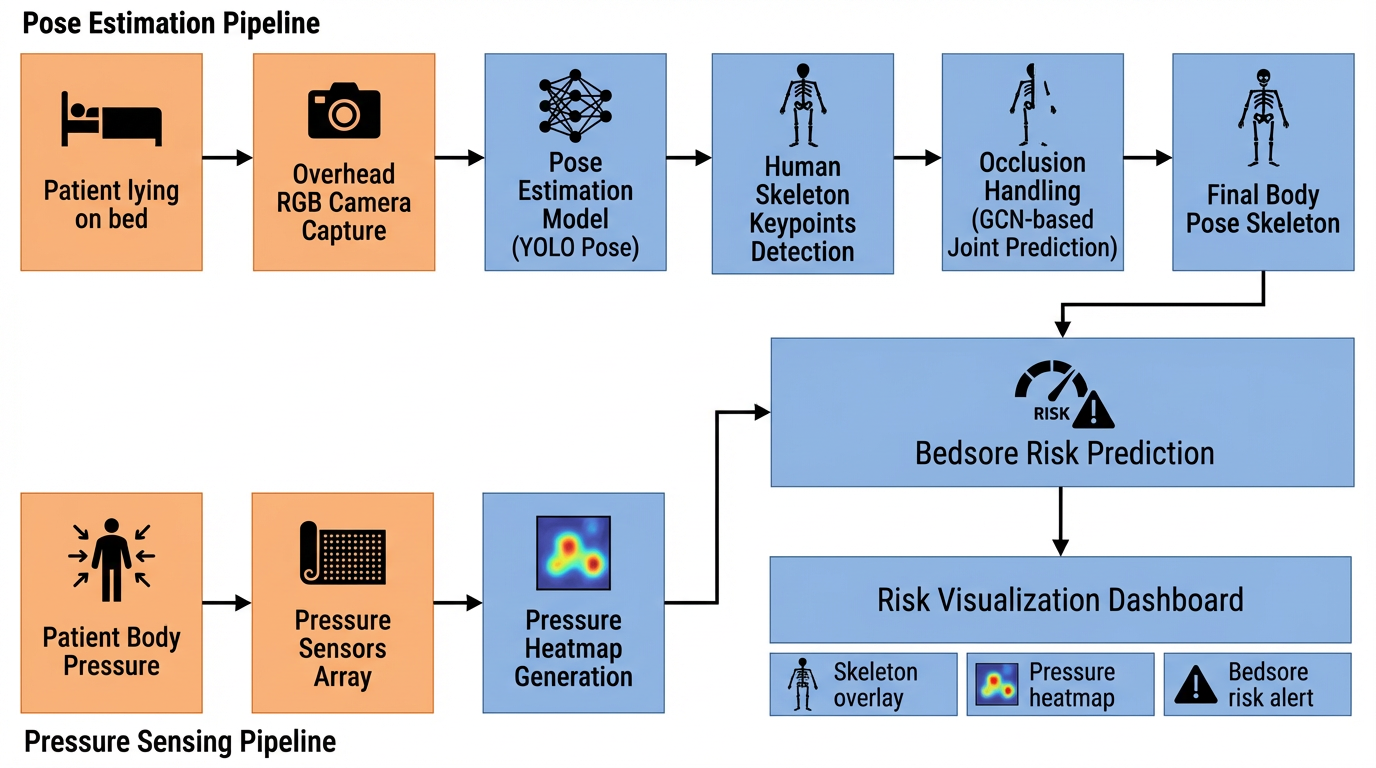 Pose Estimation Pipeline
Patient lying
on bed
Overhead
RGB Camera
Capture
Pose
Estimation
Model
(YOLO Pose)
Human
Skeleton
Keypoints
Detection
Occlusion
Handling
(GCN-based
Joint Prediction)
Final Body
Pose Skeleton
RISK
Bedsore Risk Prediction
Patient Body
Pressure
Pressure
Sensors
Array
Pressure
Heatmap
Generation
Risk Visualization Dashboard
Skeleton
overlay
Pressure
heatmap
Bedsore
risk alert
Pressure Sensing Pipeline